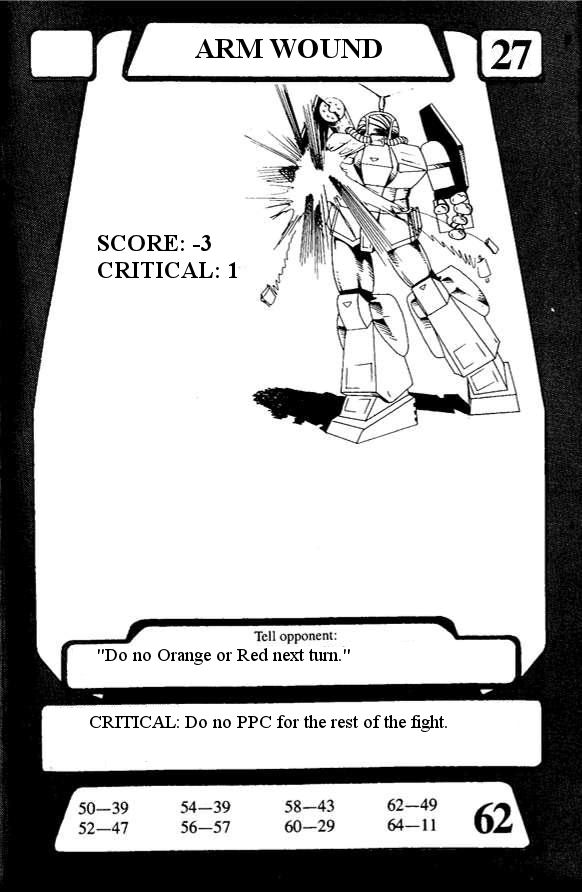 ARM WOUND
27
SCORE: -3
CRITICAL: 1
Tell opponent:
"Do no Orange or Red next turn."
CRITICAL: Do no PPC for the rest of the fight.
50—39 54—39 58—43 62—49
52—47 56—57 60—29 64—11
62